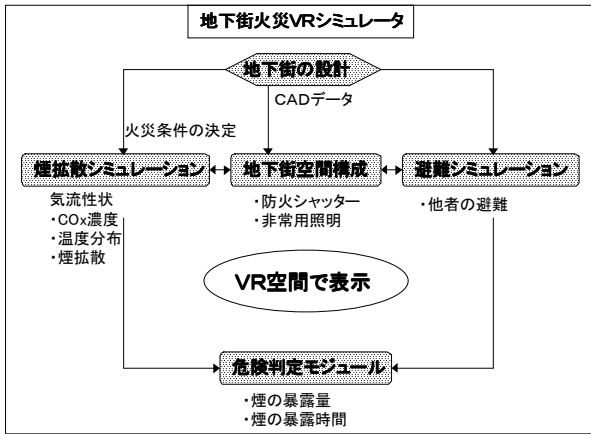 地下街火災VRシミュレータ
地下街の設計
CADデータ
火災条件の決定
煙拡散シミュレーション
地下街空間構成
避難シミュレーション
気流性状
・COx濃度
・温度分布
・煙拡散
・防火シャッター
・非常用照明
・他者の避難
VR空間で表示
危険判定モジュール
・煙の暴露量
・煙の暴露時間